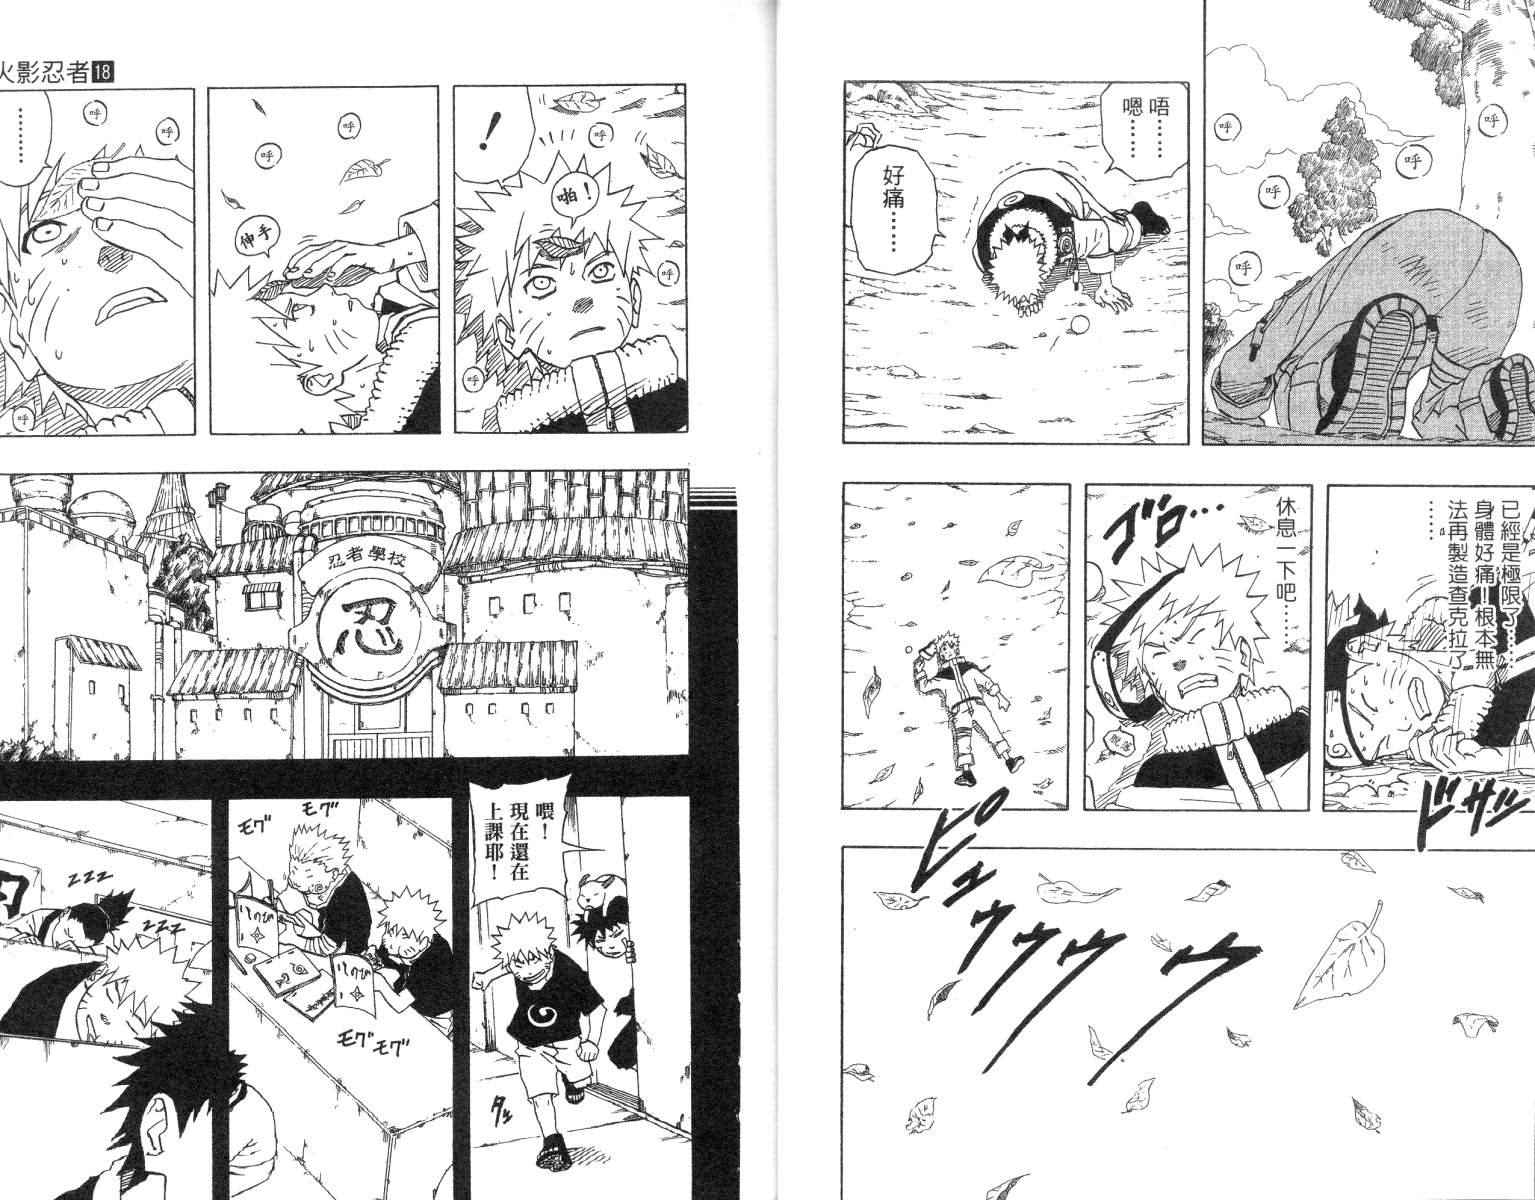 呼
呼
呼
呼
呼
唔……
嗯……
好痛……
已經是極限了……
身體好痛！根本無
法再製造查克拉了
……
ドサッ
休息一下吧……
ゴロ…
脫落
ピュウウウウ
火影忍者18
！
啪！
呼
呼
呼
呼
呼
伸手
……
呼
呼
呼
忍者學校
忍
喂！
現在還在
上課耶！
タッ
モグ
モグ
モグ
モグ
zzz
zzz